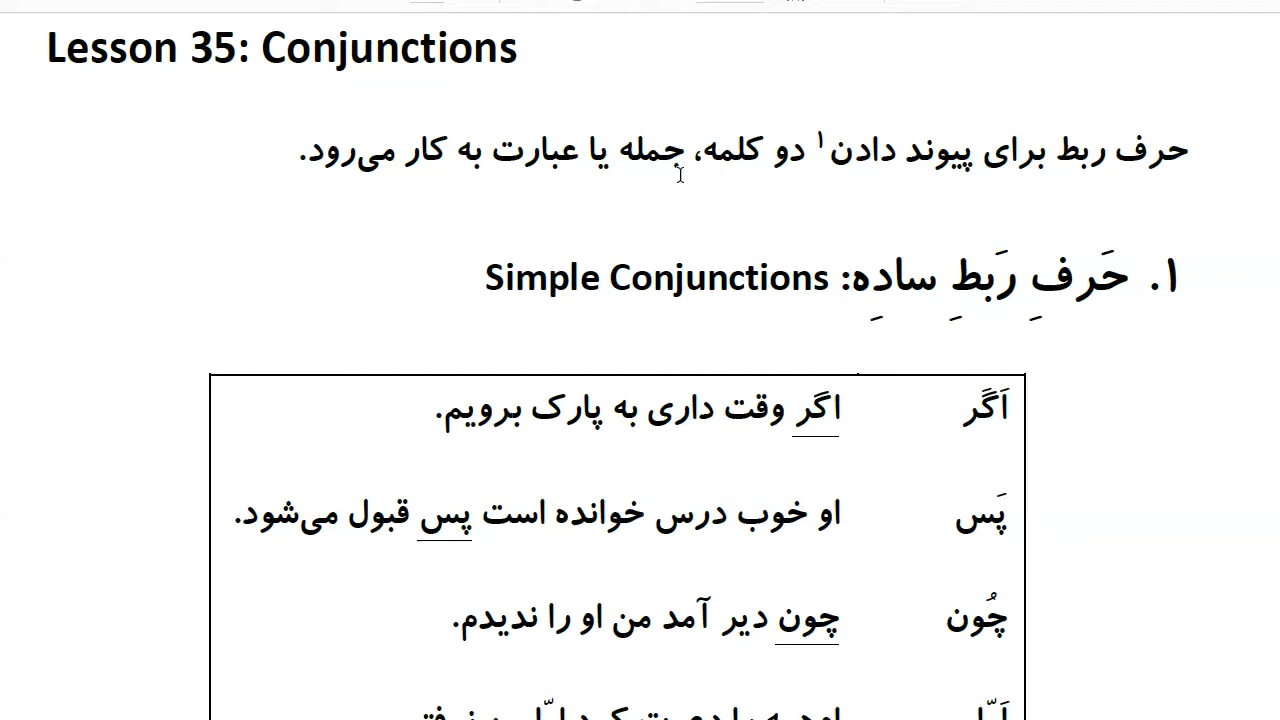 Lesson 35: Conjunctions
حرف ربط برای پیوند دادن۱ دو کلمه، جمله یا عبارت به کار می‌رود.
۱. حَرفِ رَبطِ سادِه: Simple Conjunctions
اَگَر اگر وقت داری به پارک برویم.
پَس او خوب درس خوانده است پس قبول می‌شود.
چُون چون دیر آمد من او را ندیدم.